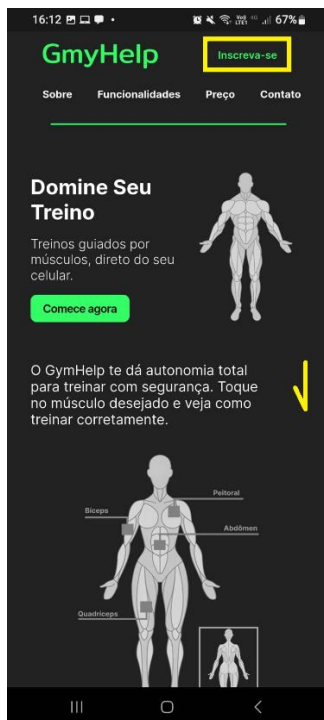 16:12
67%
GmyHelp
Inscreva-se
Sobre Funcionalidades Preço Contato
Domine Seu
Treino
Treinos guiados por
músculos, direto do seu
celular.
Comece agora
O GymHelp te dá autonomia total
para treinar com segurança. Toque
no músculo desejado e veja como
treinar corretamente.
Peitoral
Bíceps
Abdômen
Quadríceps